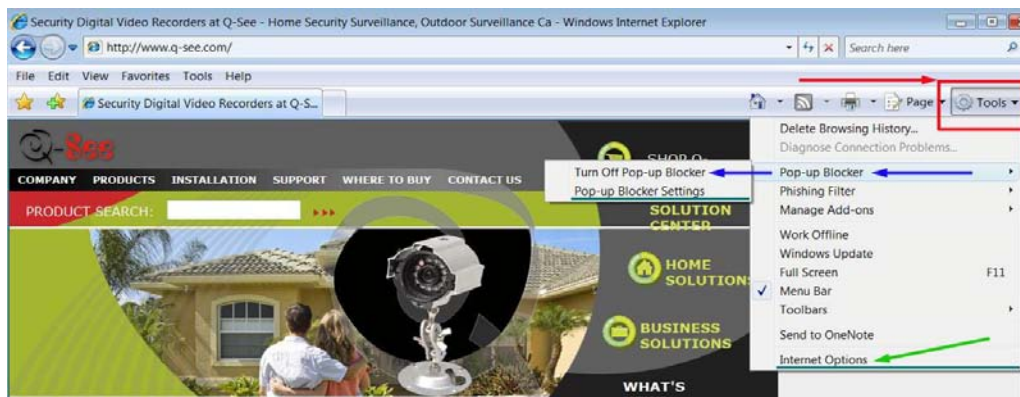 Security Digital Video Recorders at Q-See - Home Security Surveillance, Outdoor Surveillance Ca - Windows Internet Explorer
http://www.q-see.com/
Search here
File Edit View Favorites Tools Help
Security Digital Video Recorders at Q-S...
Page Tools
Q-See
COMPANY PRODUCTS INSTALLATION SUPPORT WHERE TO BUY CONTACT US
PRODUCT SEARCH:
SHOP Q-
SOLUTION
CENTER
HOME
SOLUTION
BUSINESS
SOLUTIONS
WHAT'S
Turn Off Pop-up Blocker
Pop-up Blocker Settings
Delete Browsing History...
Diagnose Connection Problems...
Pop-up Blocker
Phishing Filter
Manage Add-ons
Work Offline
Windows Update
Full Screen F11
Menu Bar
Toolbars
Send to OneNote
Internet Options